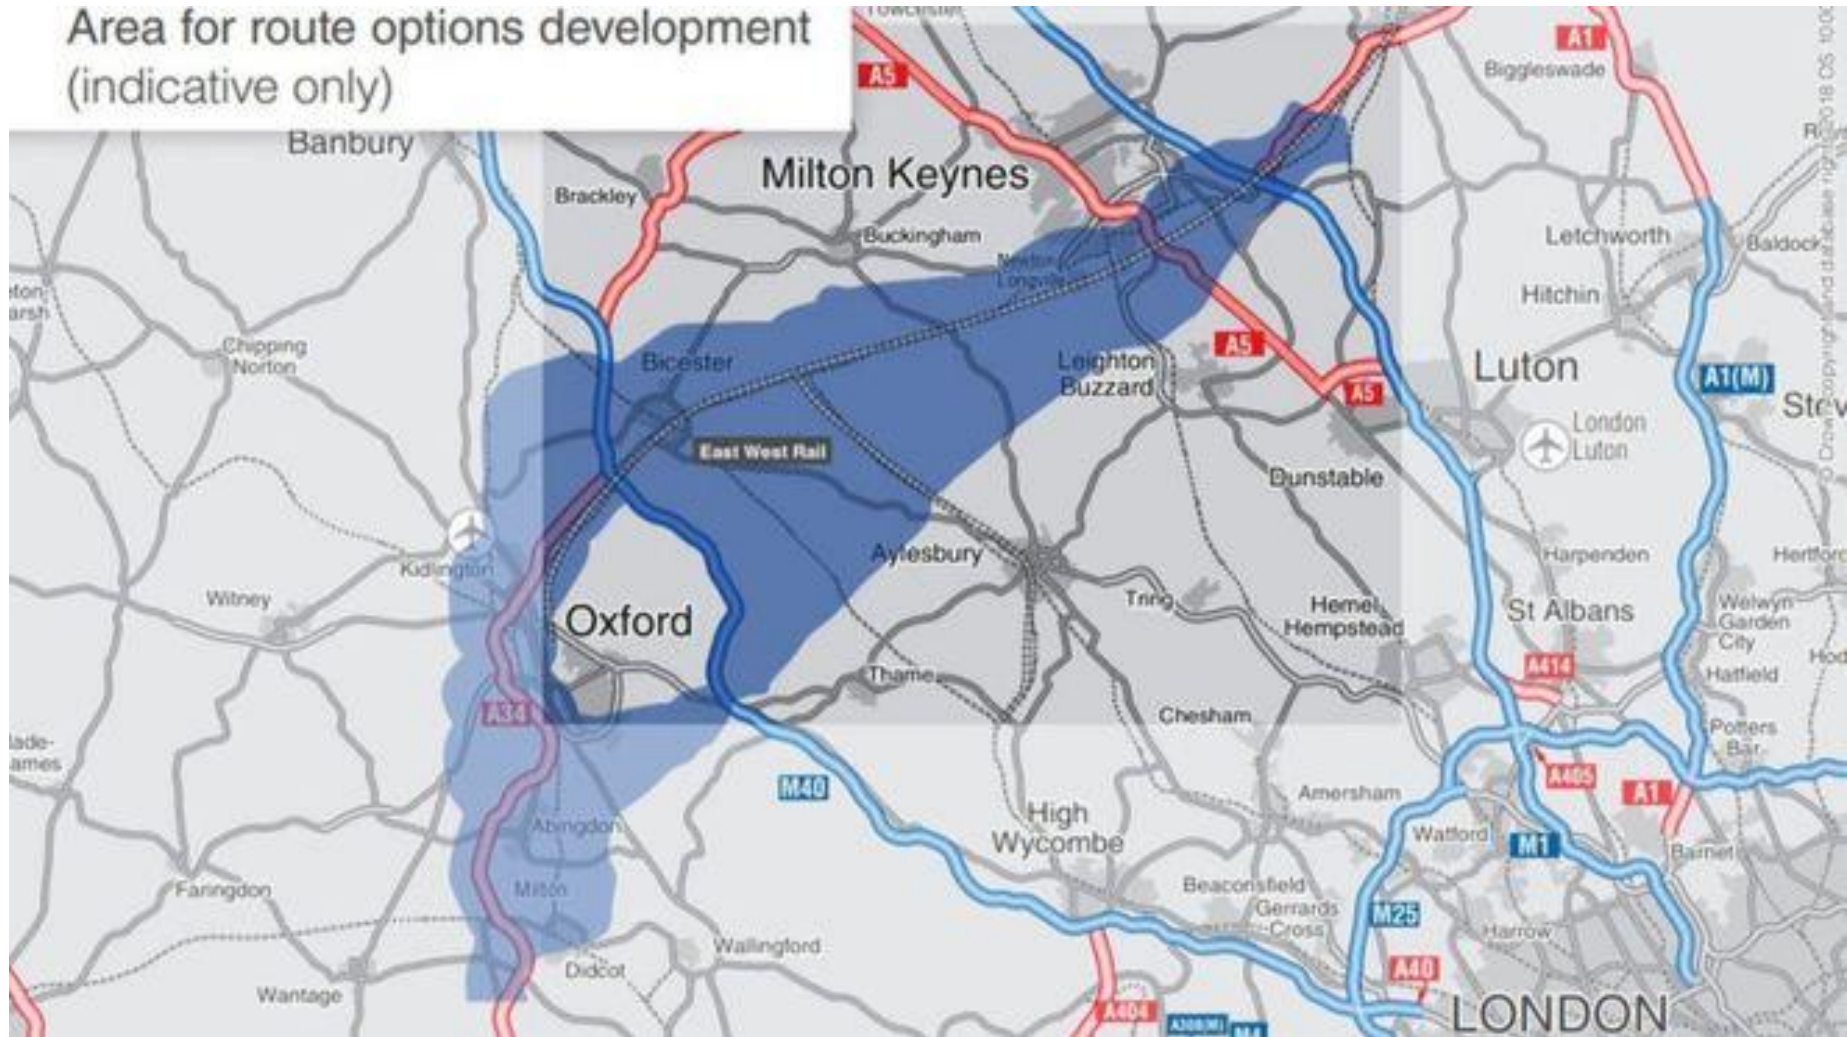 Area for route options development
(indicative only)
Towcester
A5
A1
Biggleswade
Banbury
Milton Keynes
Brackley
Buckingham
Letchworth
Baldock
Newton
Longville
Hitchin
Chipping
Norton
Bicester
A5
Leighton
Buzzard
Luton
A1(M)
A5
London
Luton
East West Rail
Dunstable
Aylesbury
Harpenden
Kidlington
Witney
Oxford
Tring
Hemel
Hempstead
St Albans
Welwyn
Garden
City
Thame
A414
Hatfield
A34
Chesham
Potters
Bar
M40
A405
A1
Amersham
High
Wycombe
Abingdon
Watford
M1
Barnet
Faringdon
Milton
Beaconsfield
Gerrards
Cross
M25
Harrow
Wallingford
Didcot
Wantage
A40
A404
LONDON
A308(M)
M4